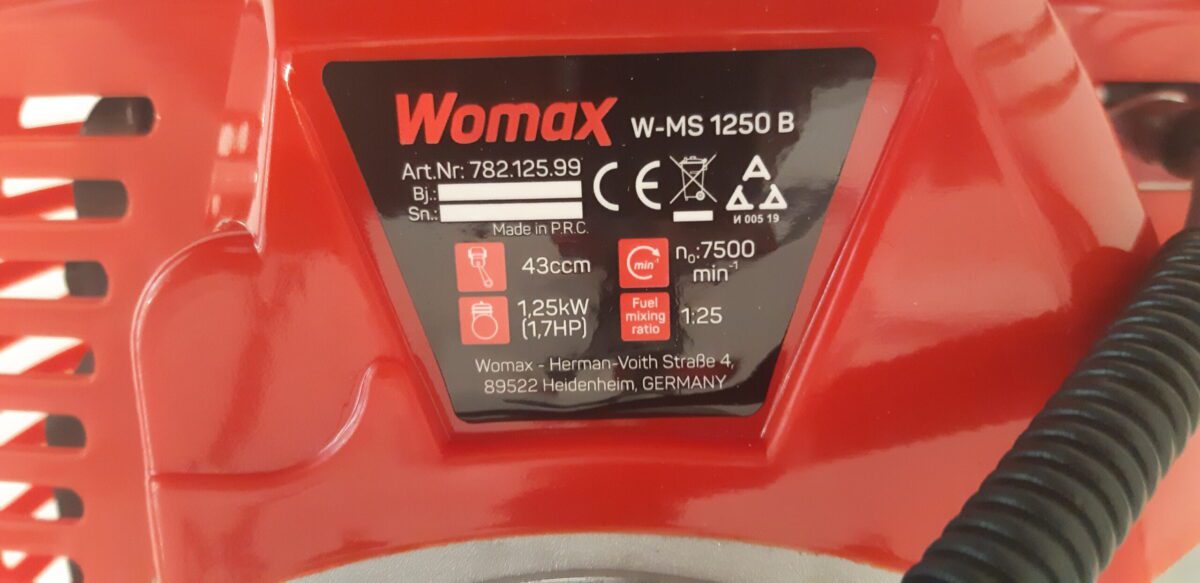 Womax W-MS 1250 B
Art.Nr: 782.125.99
Bj.:
Sn.:
Made in P.R.C.
CE
AAA
И 005 19
43ccm
min⁻¹
n₀:7500
min⁻¹
1,25kW
(1,7HP)
Fuel
mixing
ratio
1:25
Womax - Herman-Voith Straße 4,
89522 Heidenheim, GERMANY